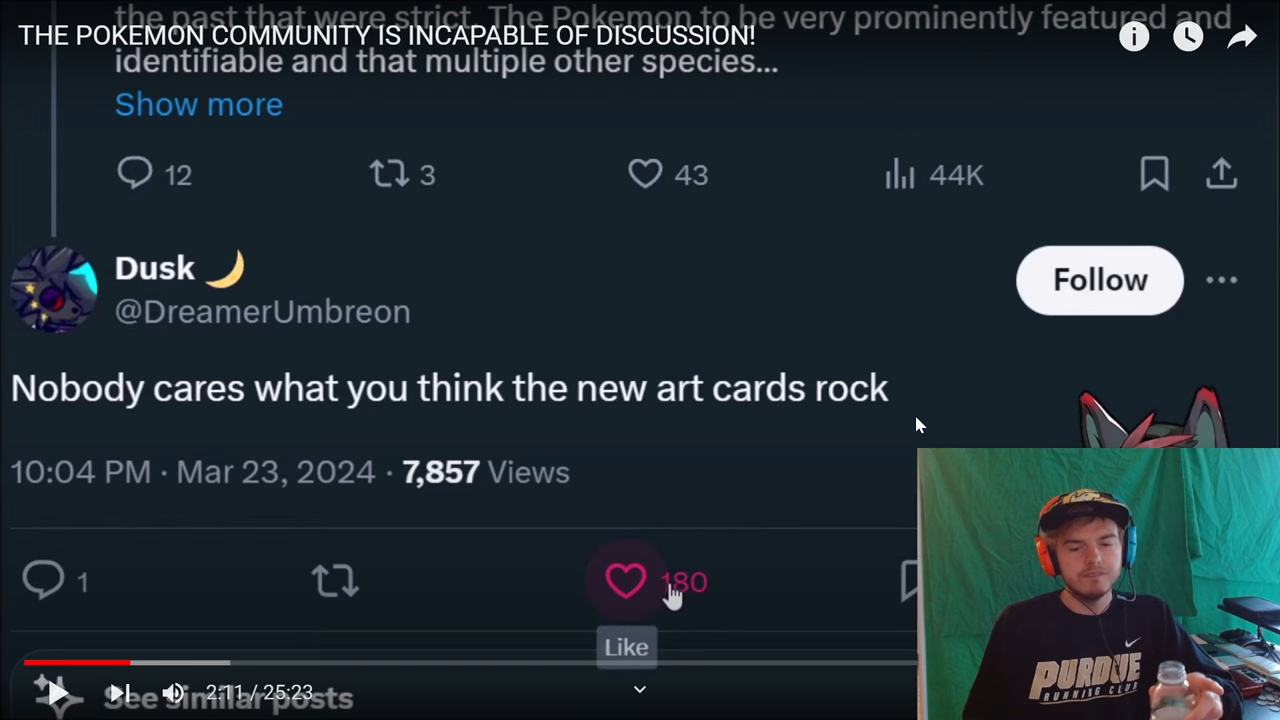 the past that were strict. The Pokemon to be very prominently featured and
THE POKEMON COMMUNITY IS INCAPABLE OF DISCUSSION!
identifiable and that multiple other species...
Show more
12
3
43
44K
Dusk 🌙
@DreamerUmbreon
Follow
Nobody cares what you think the new art cards rock
10:04 PM · Mar 23, 2024 · 7,857 Views
1
180
Like
2:11 / 25:23
See similar posts
PURDUE
RUNNING CLUB